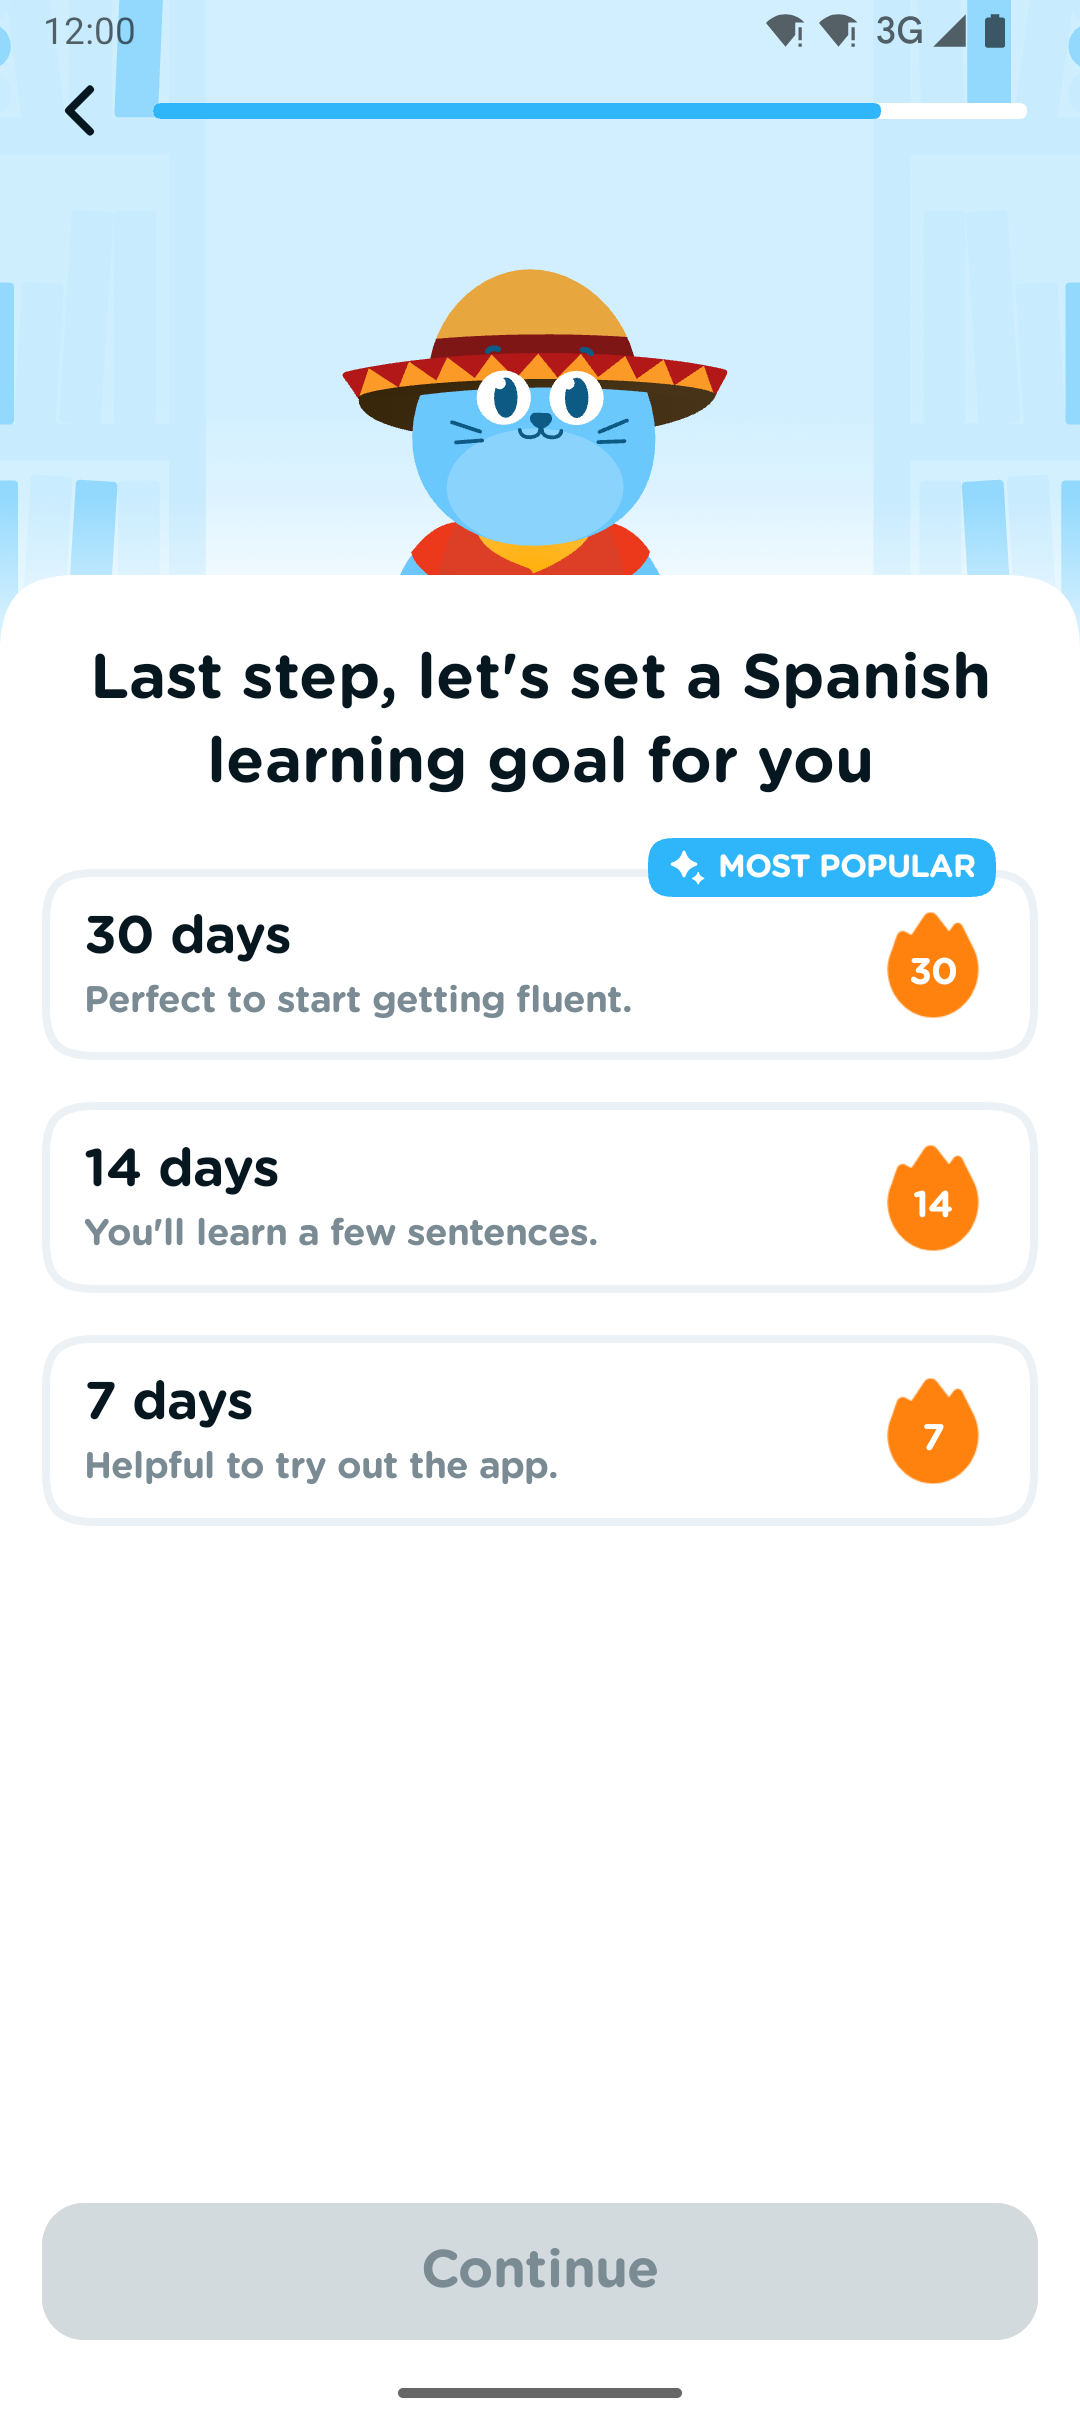 12:00
3G
Last step, let's set a Spanish
learning goal for you
MOST POPULAR
30 days
Perfect to start getting fluent.
30
14 days
You'll learn a few sentences.
14
7 days
Helpful to try out the app.
7
Continue